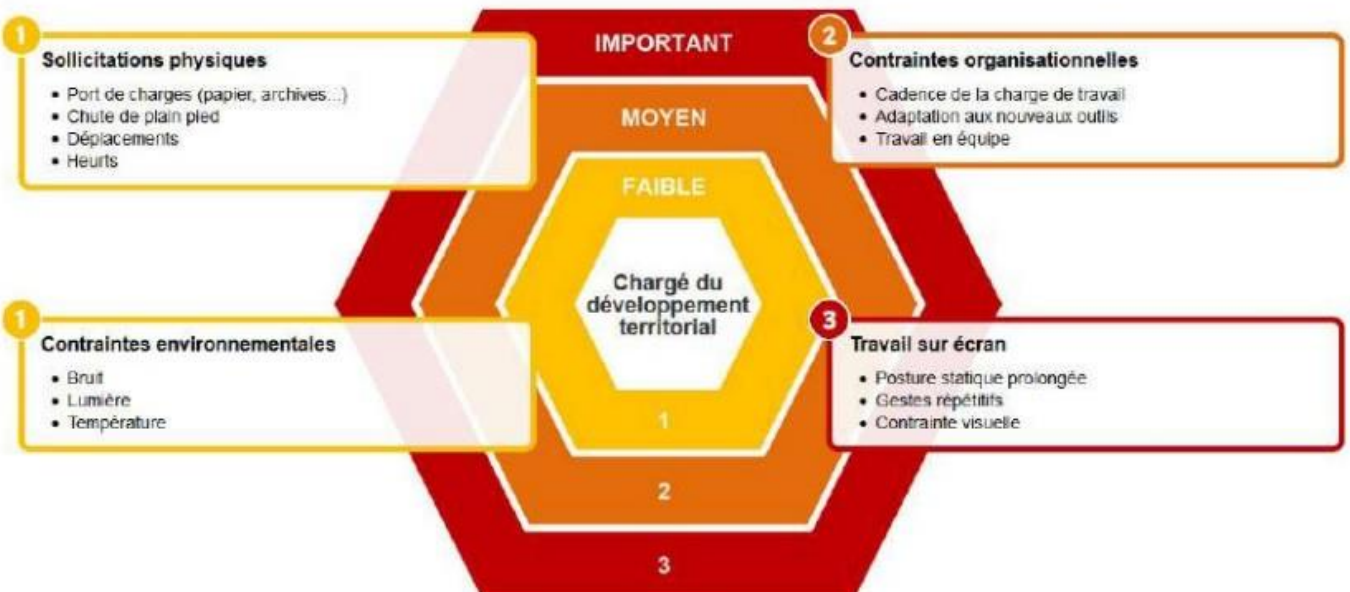 1
Sollicitations physiques
• Port de charges (papier, archives...)
• Chute de plain pied
• Déplacements
• Heurts
2
Contraintes organisationnelles
• Cadence de la charge de travail
• Adaptation aux nouveaux outils
• Travail en équipe
IMPORTANT
MOYEN
FAIBLE
Chargé du
développement
territorial
1
2
3
1
Contraintes environnementales
• Bruit
• Lumière
• Température
3
Travail sur écran
• Posture statique prolongée
• Gestes répétitifs
• Contrainte visuelle